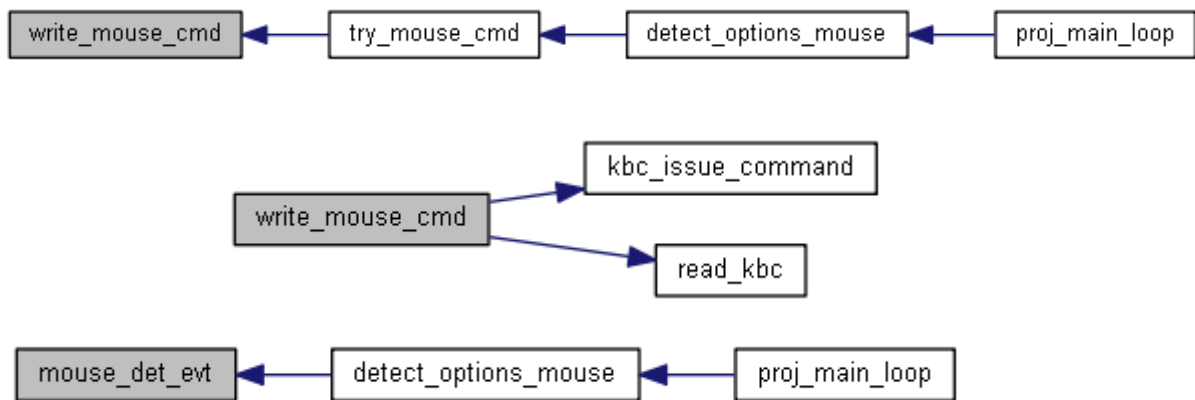 write_mouse_cmd
try_mouse_cmd
detect_options_mouse
proj_main_loop
kbc_issue_command
write_mouse_cmd
read_kbc
mouse_det_evt
detect_options_mouse
proj_main_loop